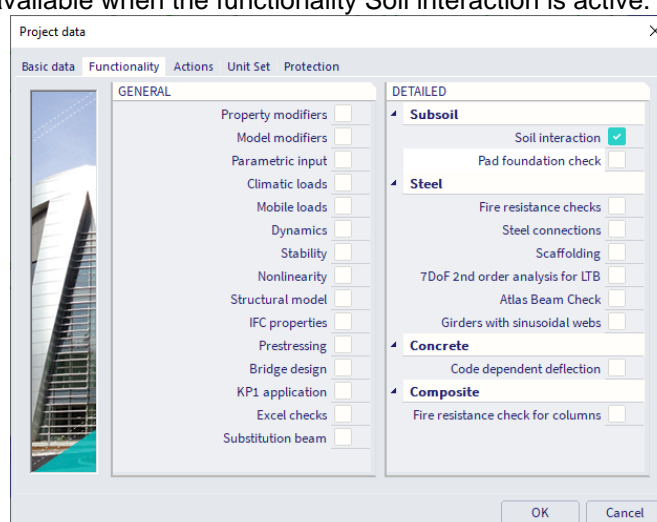 available when the functionality Soil interaction is active.
Project data
Basic data Functionality Actions Unit Set Protection
GENERAL
Property modifiers
Model modifiers
Parametric input
Climatic loads
Mobile loads
Dynamics
Stability
Nonlinearity
Structural model
IFC properties
Prestressing
Bridge design
KP1 application
Excel checks
Substitution beam
DETAILED
Subsoil
Soil interaction
Pad foundation check
Steel
Fire resistance checks
Steel connections
Scaffolding
7DoF 2nd order analysis for LTB
Atlas Beam Check
Girders with sinusoidal webs
Concrete
Code dependent deflection
Composite
Fire resistance check for columns
OK Cancel